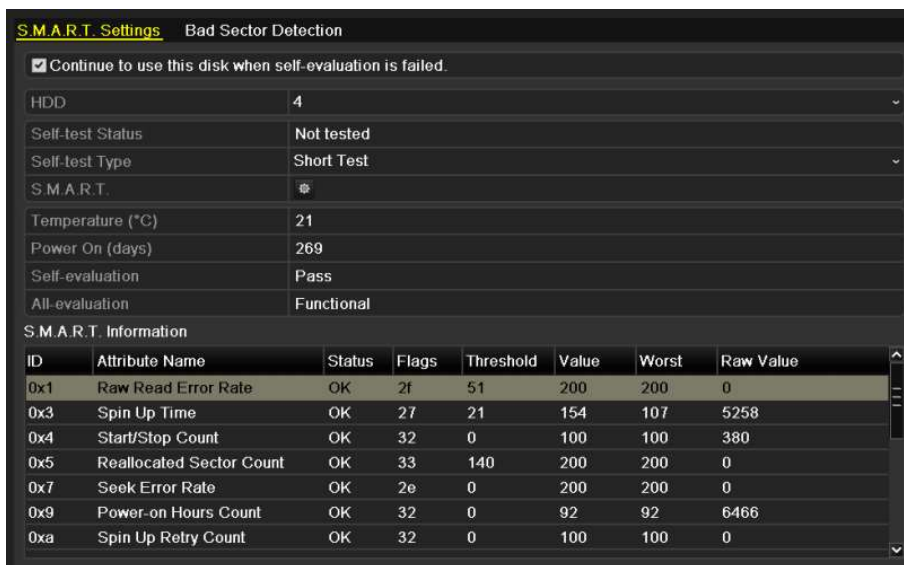 S.M.A.R.T. Settings Bad Sector Detection
Continue to use this disk when self-evaluation is failed.
HDD 4
Self-test Status Not tested
Self-test Type Short Test
S.M.A.R.T.
Temperature (°C) 21
Power On (days) 269
Self-evaluation Pass
All-evaluation Functional
S.M.A.R.T. Information
ID Attribute Name Status Flags Threshold Value Worst Raw Value
0x1 Raw Read Error Rate OK 2f 51 200 200 0
0x3 Spin Up Time OK 27 21 154 107 5258
0x4 Start/Stop Count OK 32 0 100 100 380
0x5 Reallocated Sector Count OK 33 140 200 200 0
0x7 Seek Error Rate OK 2e 0 200 200 0
0x9 Power-on Hours Count OK 32 0 92 92 6466
0xa Spin Up Retry Count OK 32 0 100 100 0